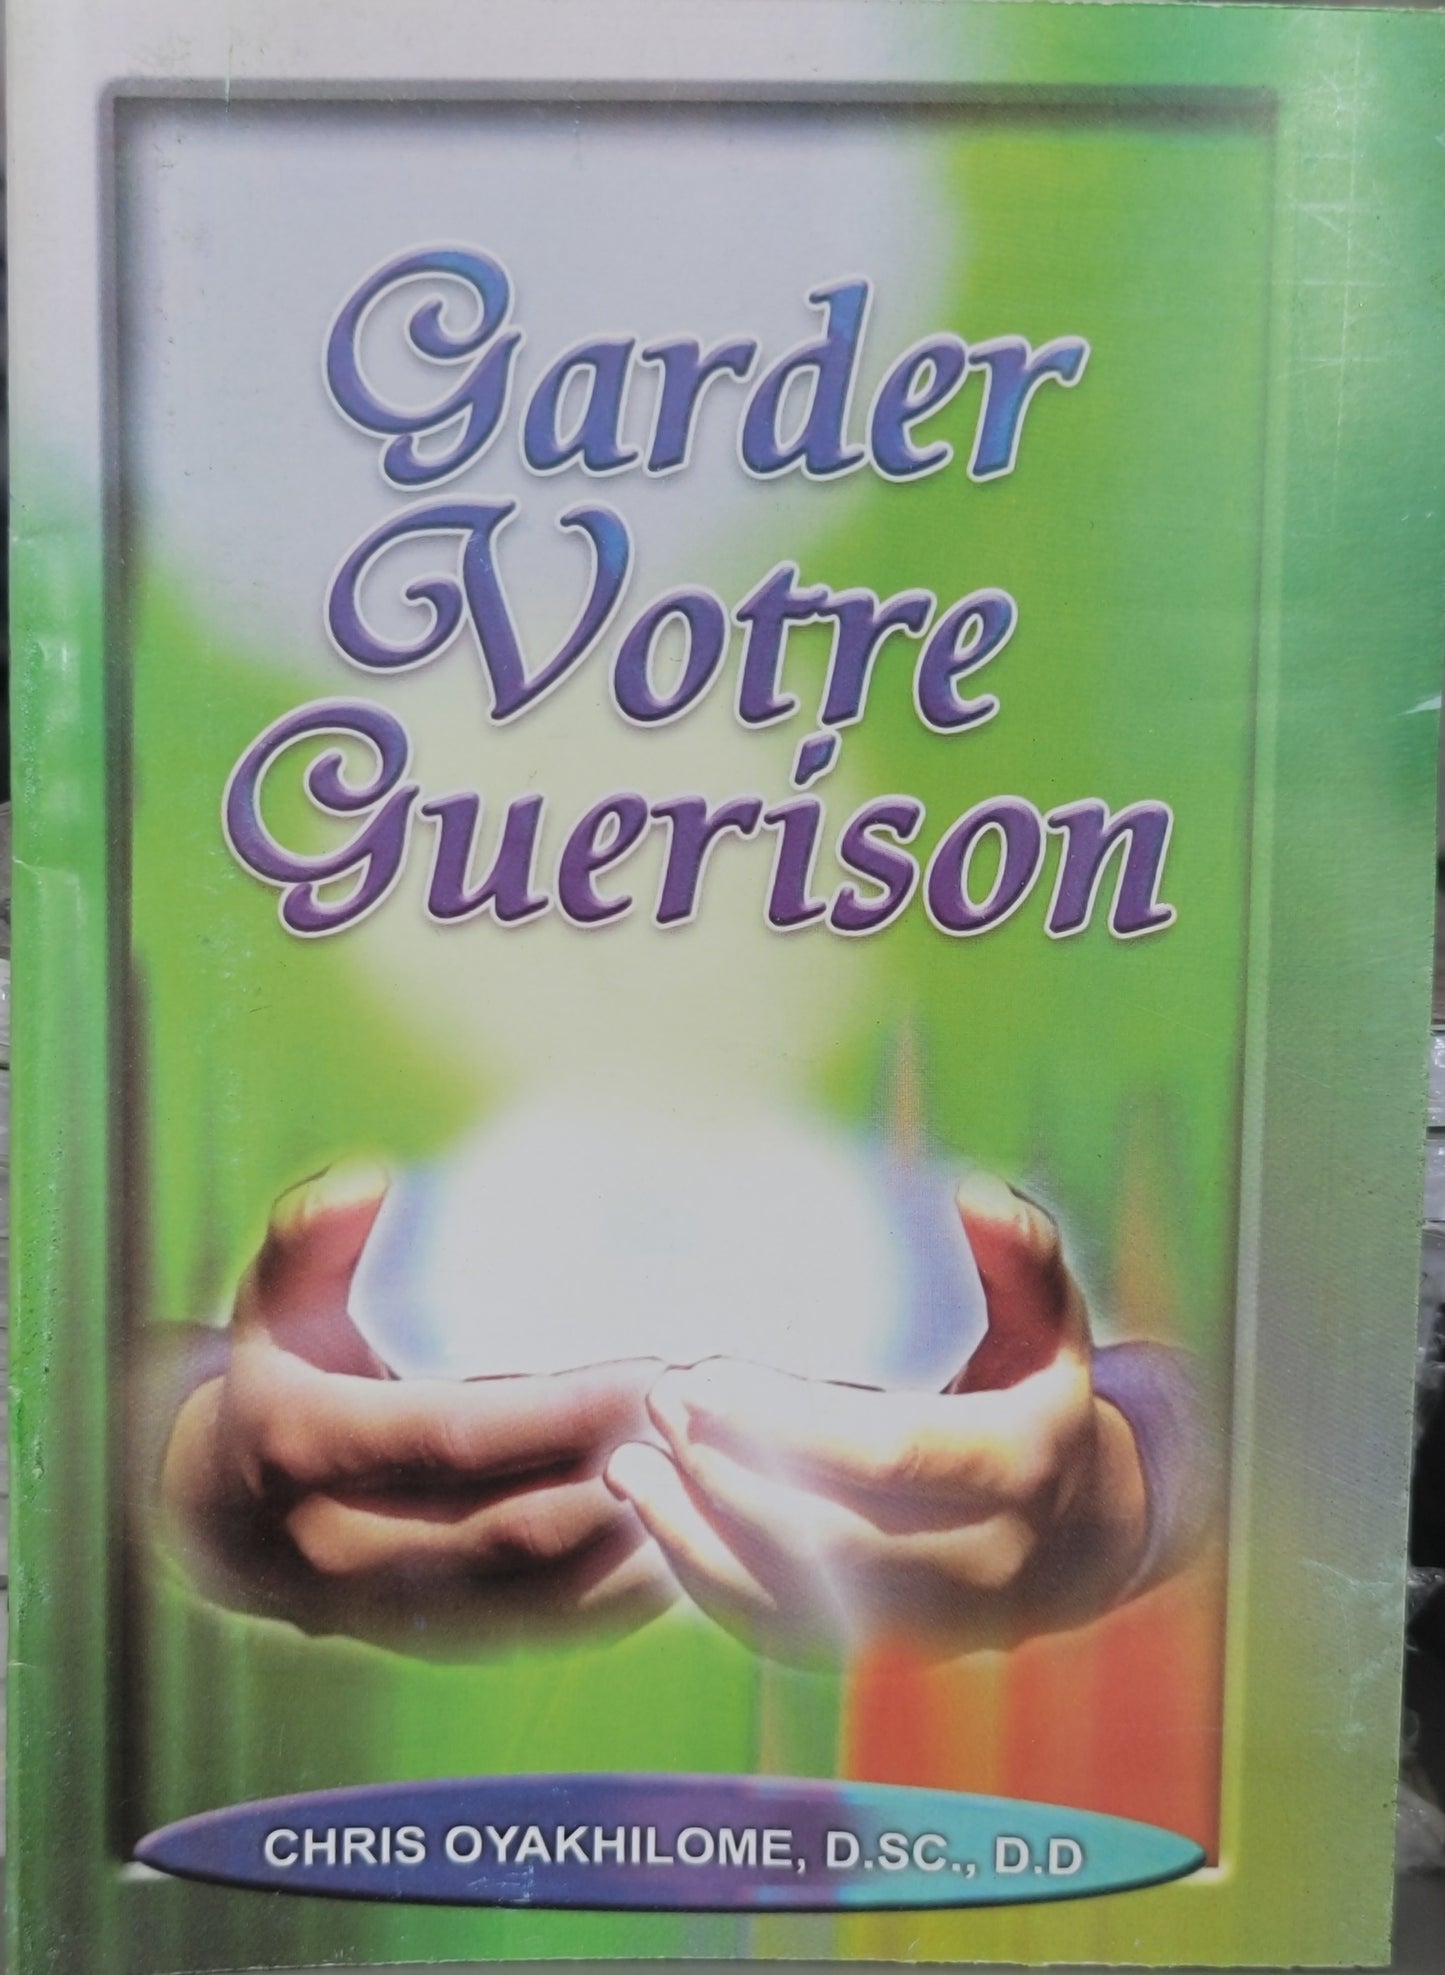 Garder
Votre
Guerison
CHRIS OYAKHILOME, D.SC., D.D